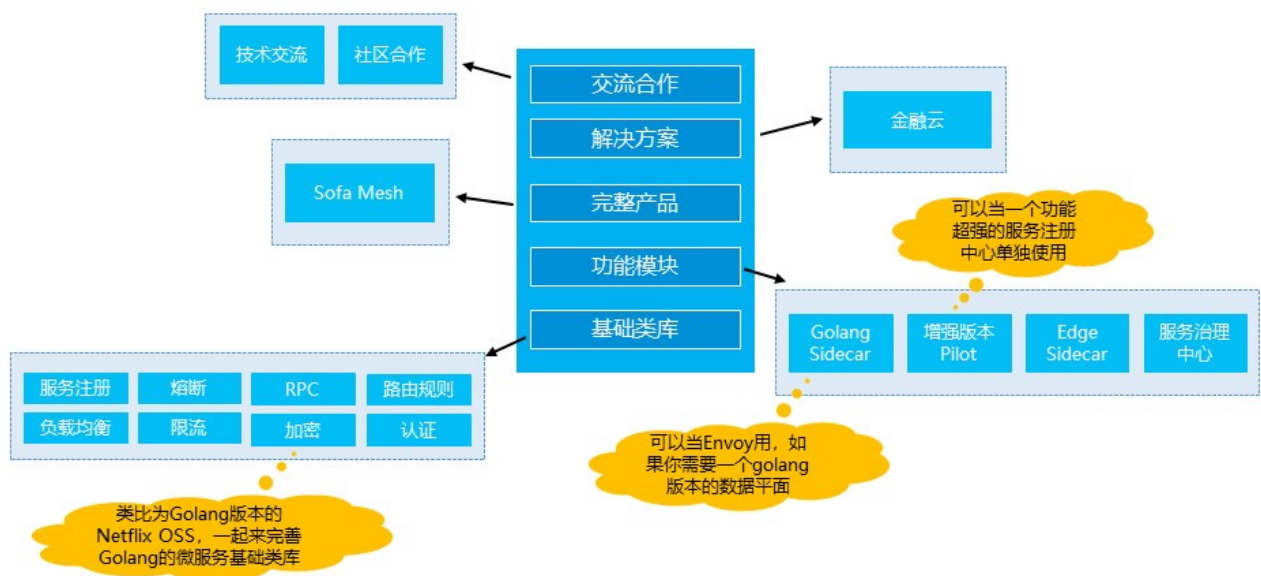 技术交流
社区合作
交流合作
解决方案
完整产品
功能模块
基础类库
金融云
Sofa Mesh
可以当一个功能
超强的服务注册
中心单独使用
Golang
Sidecar
增强版本
Pilot
Edge
Sidecar
服务治理
中心
服务注册
熔断
RPC
路由规则
负载均衡
限流
加密
认证
可以当Envoy用，如
果你需要一个golang
版本的数据平面
类比为Golang版本的
Netflix OSS，一起来完善
Golang的微服务基础类库